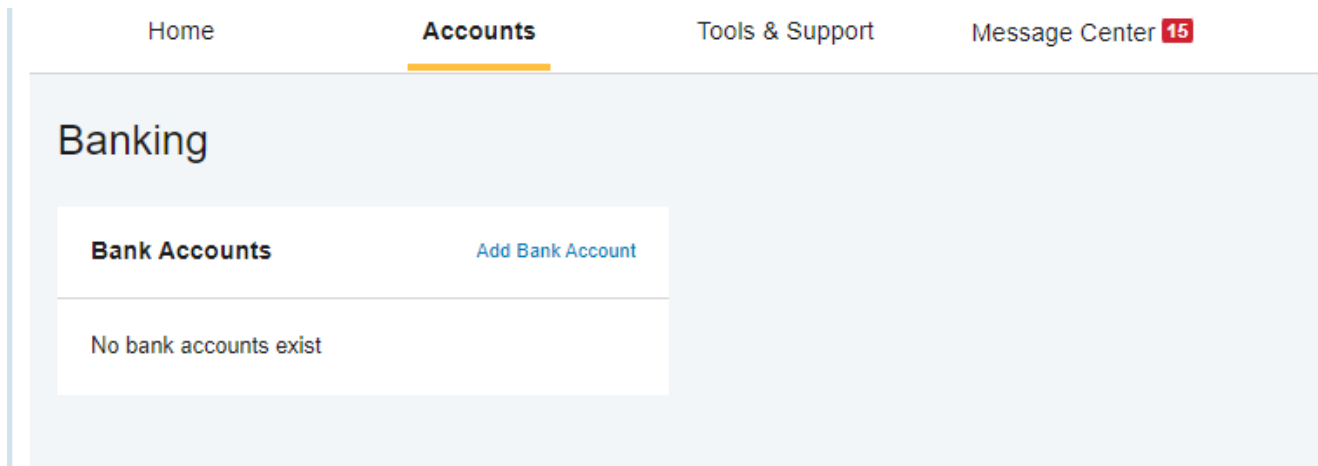 Home Accounts Tools & Support Message Center 15
Banking
Bank Accounts Add Bank Account
No bank accounts exist